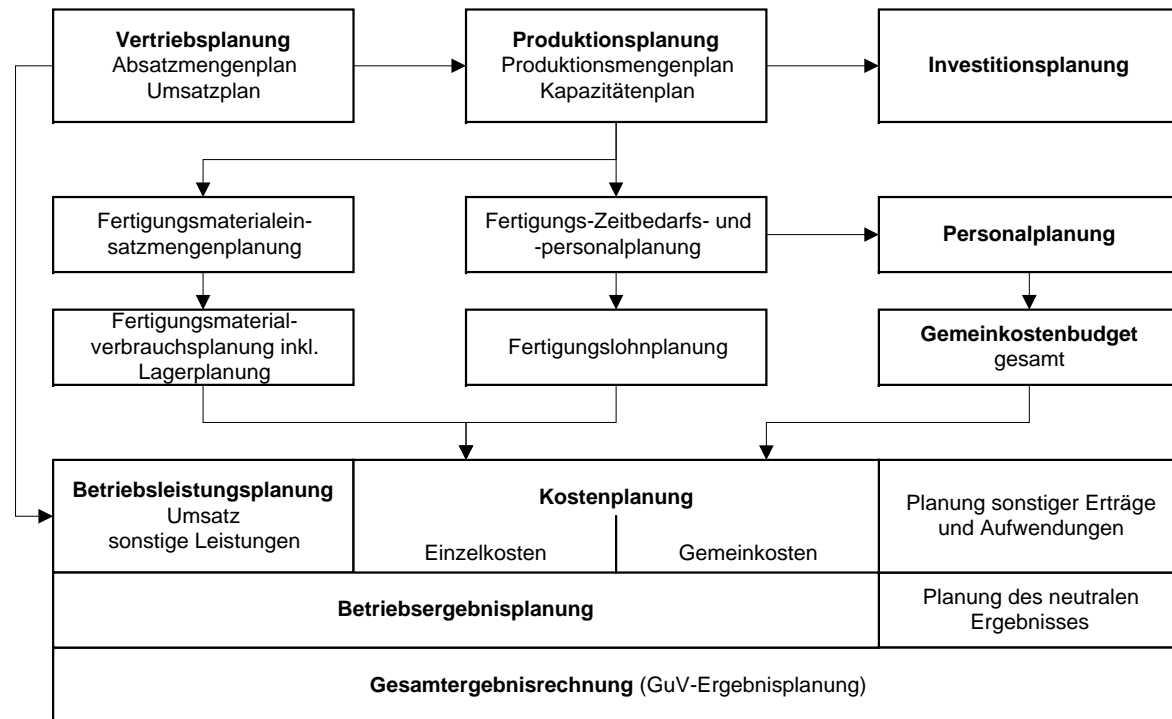 Vertriebsplanung
Absatzmengenplan
Umsatzplan
Produktionsplanung
Produktionsmengenplan
Kapazitätenplan
Investitionsplanung
Fertigungsmaterialein-
satzmengenplanung
Fertigungs-Zeitbedarfs- und
-personalplanung
Personalplanung
Fertigungsmaterial-
verbrauchsplanung inkl.
Lagerplanung
Fertigungslohnplanung
Gemeinkostenbudget
gesamt
Betriebsleistungsplanung
Umsatz
sonstige Leistungen
Kostenplanung
Einzelkosten
Gemeinkosten
Planung sonstiger Erträge
und Aufwendungen
Betriebsergebnisplanung
Planung des neutralen
Ergebnisses
Gesamtergebnisrechnung (GuV-Ergebnisplanung)